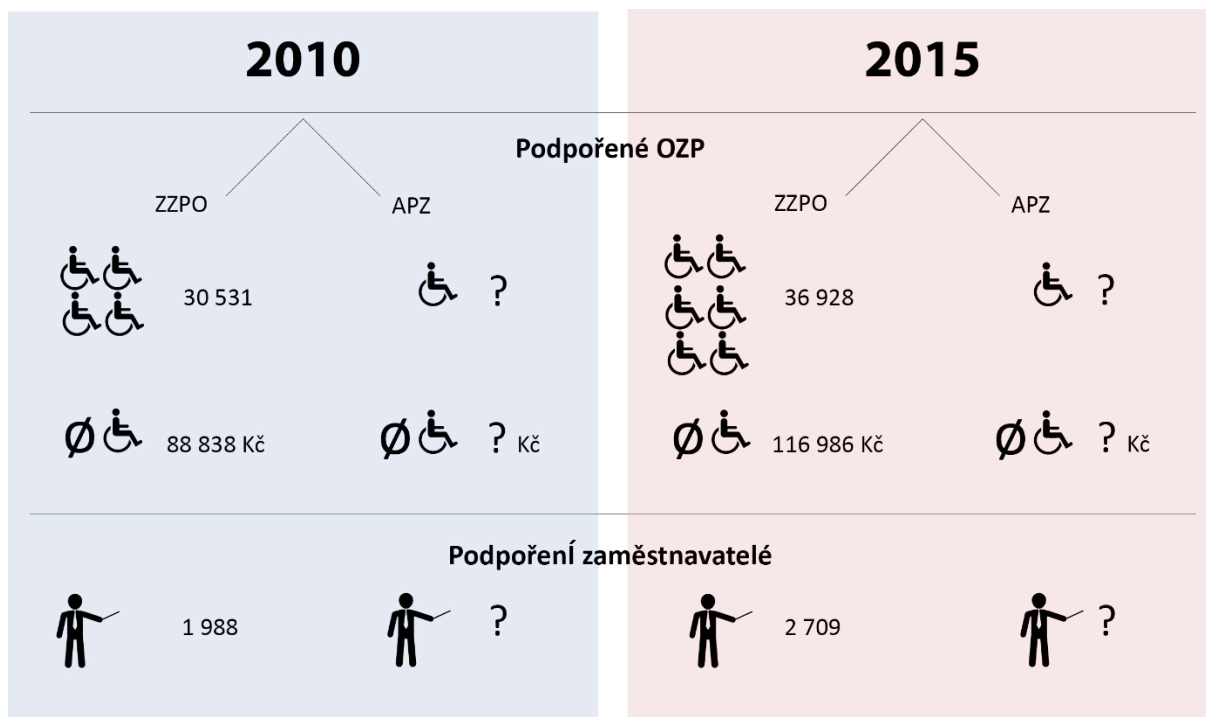 2010 2015
Podpořené OZP
ZZPO APZ ZZPO APZ
30 531 ? 36 928 ?
Ø 88 838 Kč Ø ? Kč Ø 116 986 Kč Ø ? Kč
PodpořenÍ zaměstnavatelé
1 988 ? 2 709 ?